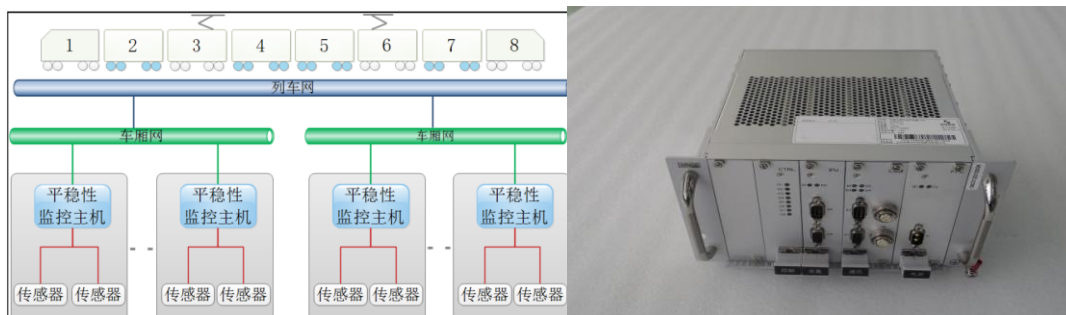 1 2 3 4 5 6 7 8
列车网
车厢网 车厢网
平稳性 平稳性 平稳性 平稳性
监控主机 监控主机 监控主机 监控主机
传感器 传感器 传感器 传感器 传感器 传感器 传感器 传感器
CTRL